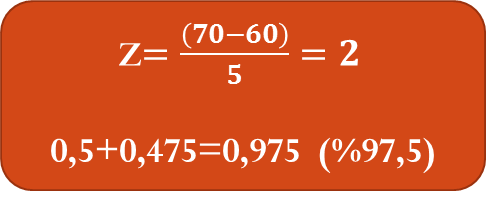 Z= (70−60)/5 = 2
0,5+0,475=0,975 (%97,5)